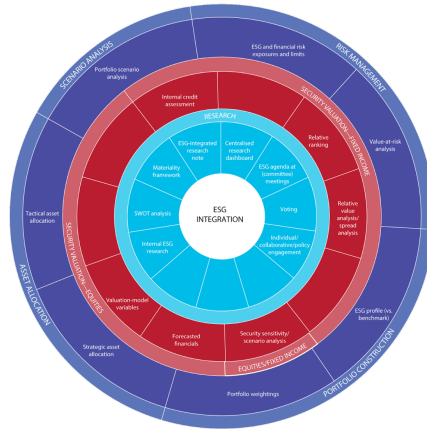 SCENARIO ANALYSIS
RISK MANAGEMENT
PORTFOLIO CONSTRUCTION
ASSET ALLOCATION
ESG and financial risk
exposures and limits
Value-at-risk
analysis
ESG profile (vs.
benchmark)
Portfolio weightings
Strategic asset
allocation
Tactical asset
allocation
Portfolio scenario
analysis
SECURITY VALUATION—FIXED INCOME
EQUITIES/FIXED INCOME
SECURITY VALUATION—EQUITIES
Internal credit
assessment
Relative
ranking
Relative
value analysis/
spread analysis
Security sensitivity/
scenario analysis
Forecasted
financials
Valuation-model
variables
RESEARCH
Centralised
research
dashboard
ESG agenda at
(committee)
meetings
Voting
Individual/
collaborative/policy
engagement
Internal ESG
research
SWOT analysis
Materiality
framework
ESG-integrated
research
note
ESG
INTEGRATION